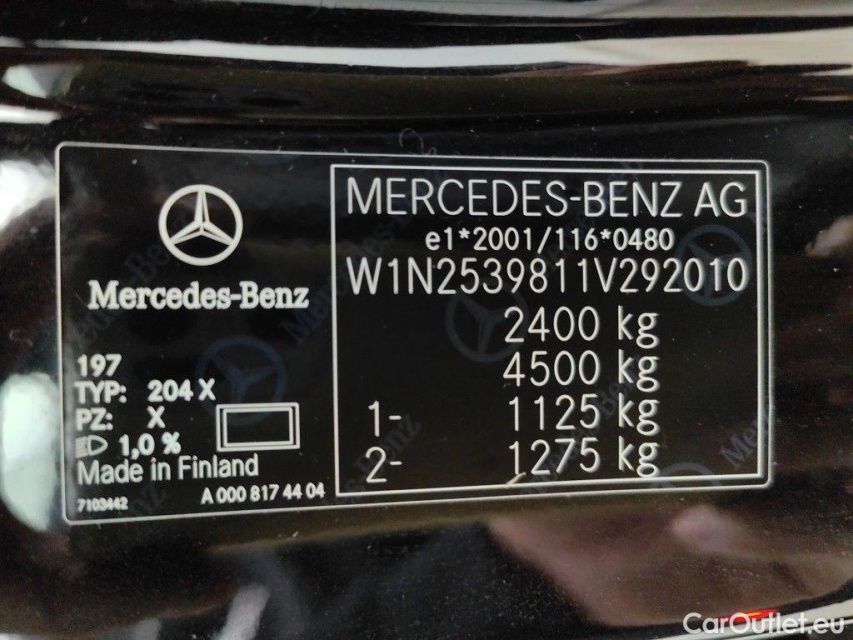 Mercedes-Benz
197
TYP: 204 X
PZ: X
1,0 %
Made in Finland
7103442
A 000 817 44 04
MERCEDES-BENZ AG
e1*2001/116*0480
W1N2539811V292010
2400 kg
4500 kg
1- 1125 kg
2- 1275 kg
CarOutlet.eu